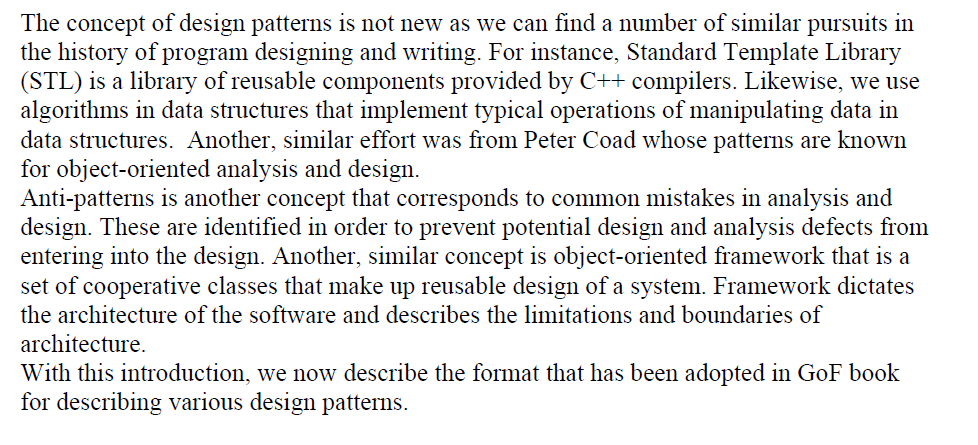 The concept of design patterns is not new as we can find a number of similar pursuits in
the history of program designing and writing. For instance, Standard Template Library
(STL) is a library of reusable components provided by C++ compilers. Likewise, we use
algorithms in data structures that implement typical operations of manipulating data in
data structures.  Another, similar effort was from Peter Coad whose patterns are known
for object-oriented analysis and design.
Anti-patterns is another concept that corresponds to common mistakes in analysis and
design. These are identified in order to prevent potential design and analysis defects from
entering into the design. Another, similar concept is object-oriented framework that is a
set of cooperative classes that make up reusable design of a system. Framework dictates
the architecture of the software and describes the limitations and boundaries of
architecture.
With this introduction, we now describe the format that has been adopted in GoF book
for describing various design patterns.